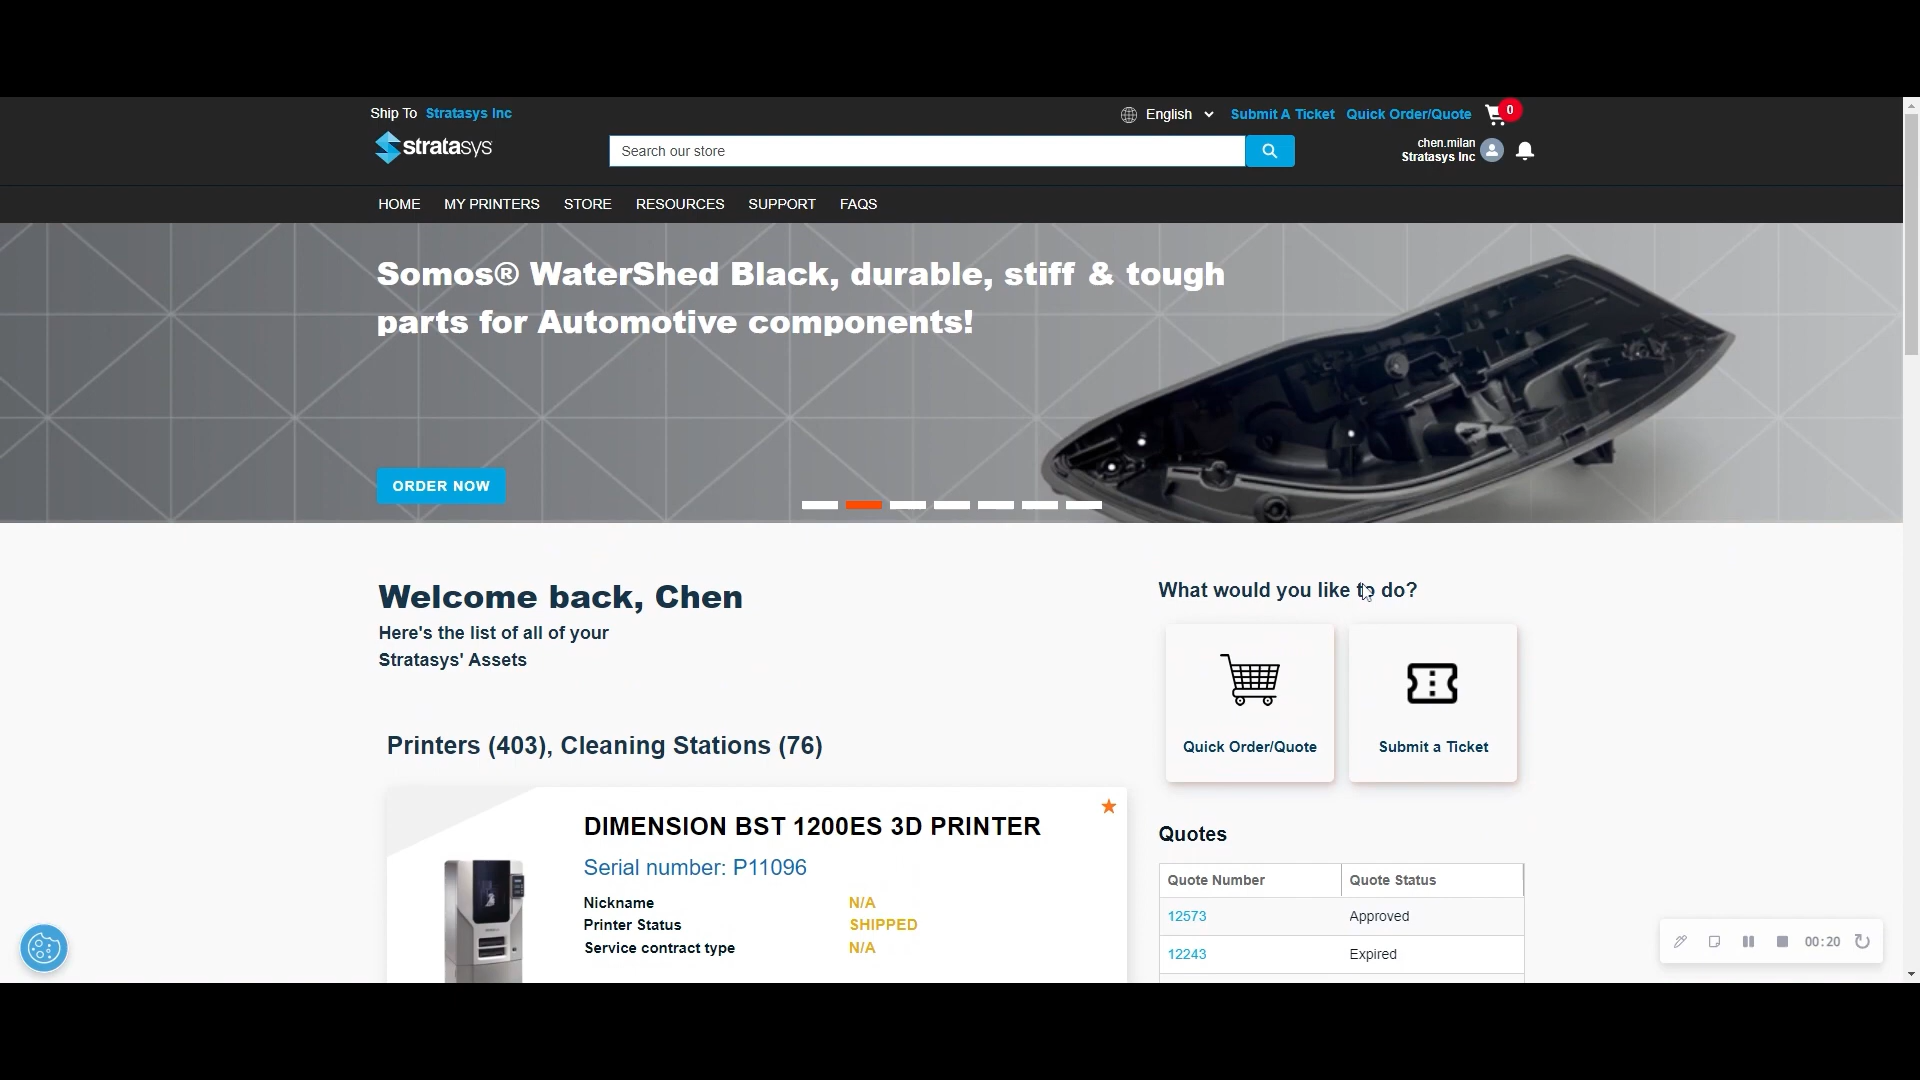 Ship To Stratasys Inc
English
Submit A Ticket
Quick Order/Quote
0
stratasys
Search our store
chen.milan
Stratasys Inc
HOME
MY PRINTERS
STORE
RESOURCES
SUPPORT
FAQS
Somos® WaterShed Black, durable, stiff & tough
parts for Automotive components!
ORDER NOW
Welcome back, Chen
Here's the list of all of your
Stratasys' Assets
What would you like to do?
Quick Order/Quote
Submit a Ticket
Printers (403), Cleaning Stations (76)
DIMENSION BST 1200ES 3D PRINTER
Serial number: P11096
Nickname N/A
Printer Status SHIPPED
Service contract type N/A
Quotes
Quote Number Quote Status
12573 Approved
12243 Expired
00:20